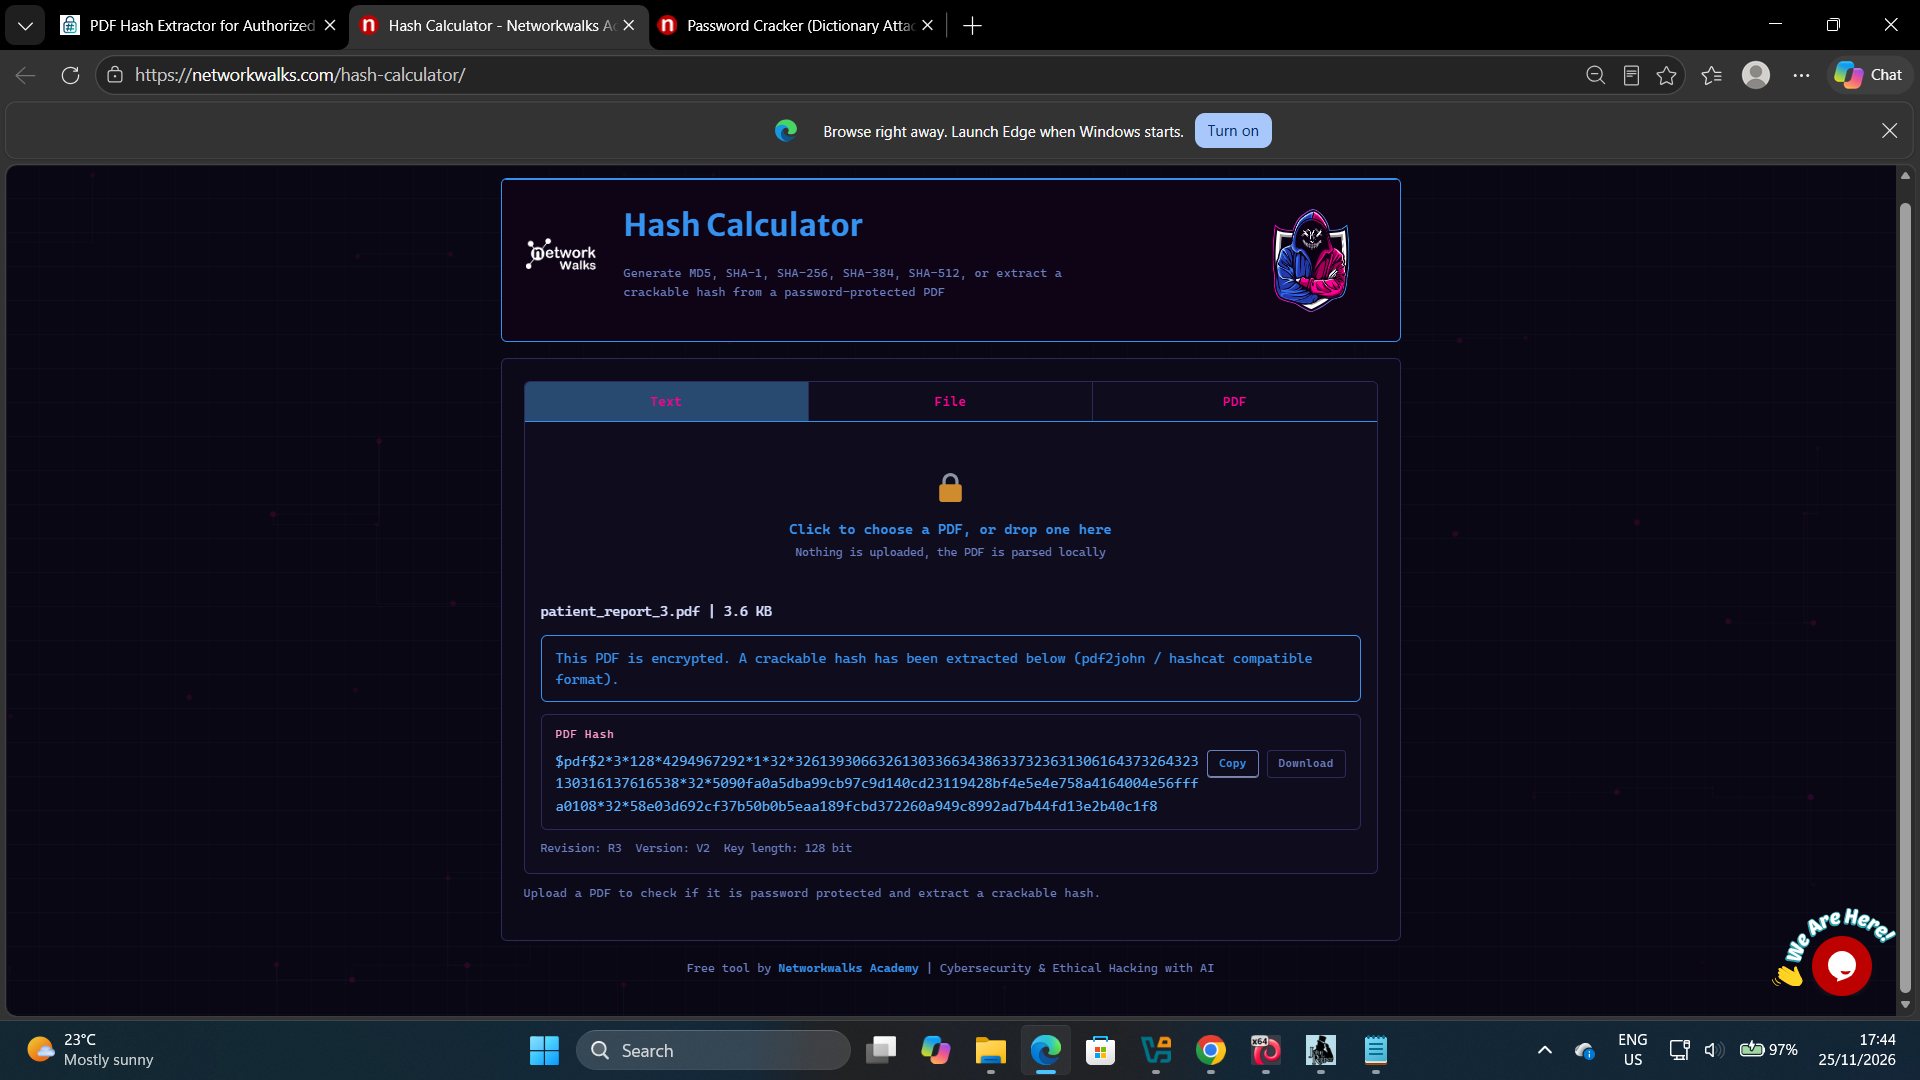 PDF Hash Extractor for Authorized
Hash Calculator - Networkwalks Ac
Password Cracker (Dictionary Attac
https://networkwalks.com/hash-calculator/
Chat
Browse right away. Launch Edge when Windows starts.
Turn on
network
Walks
Hash Calculator
Generate MD5, SHA-1, SHA-256, SHA-384, SHA-512, or extract a
crackable hash from a password-protected PDF
Text
File
PDF
Click to choose a PDF, or drop one here
Nothing is uploaded, the PDF is parsed locally
patient_report_3.pdf | 3.6 KB
This PDF is encrypted. A crackable hash has been extracted below (pdf2john / hashcat compatible
format).
PDF Hash
$pdf$2*3*128*4294967292*1*32*3261393066326130336634386337323631306164373264323
130316137616538*32*5090fa0a5dba99cb97c9d140cd23119428bf4e5e4e758a4164004e56fff
a0108*32*58e03d692cf37b50b0b5eaa189fcbd372260a949c8992ad7b44fd13e2b40c1f8
Copy
Download
Revision: R3 Version: V2 Key length: 128 bit
Upload a PDF to check if it is password protected and extract a crackable hash.
Free tool by Networkwalks Academy | Cybersecurity & Ethical Hacking with AI
We Are Here!
23°C
Mostly sunny
Search
x64
ENG
US
97%
17:44
25/11/2026